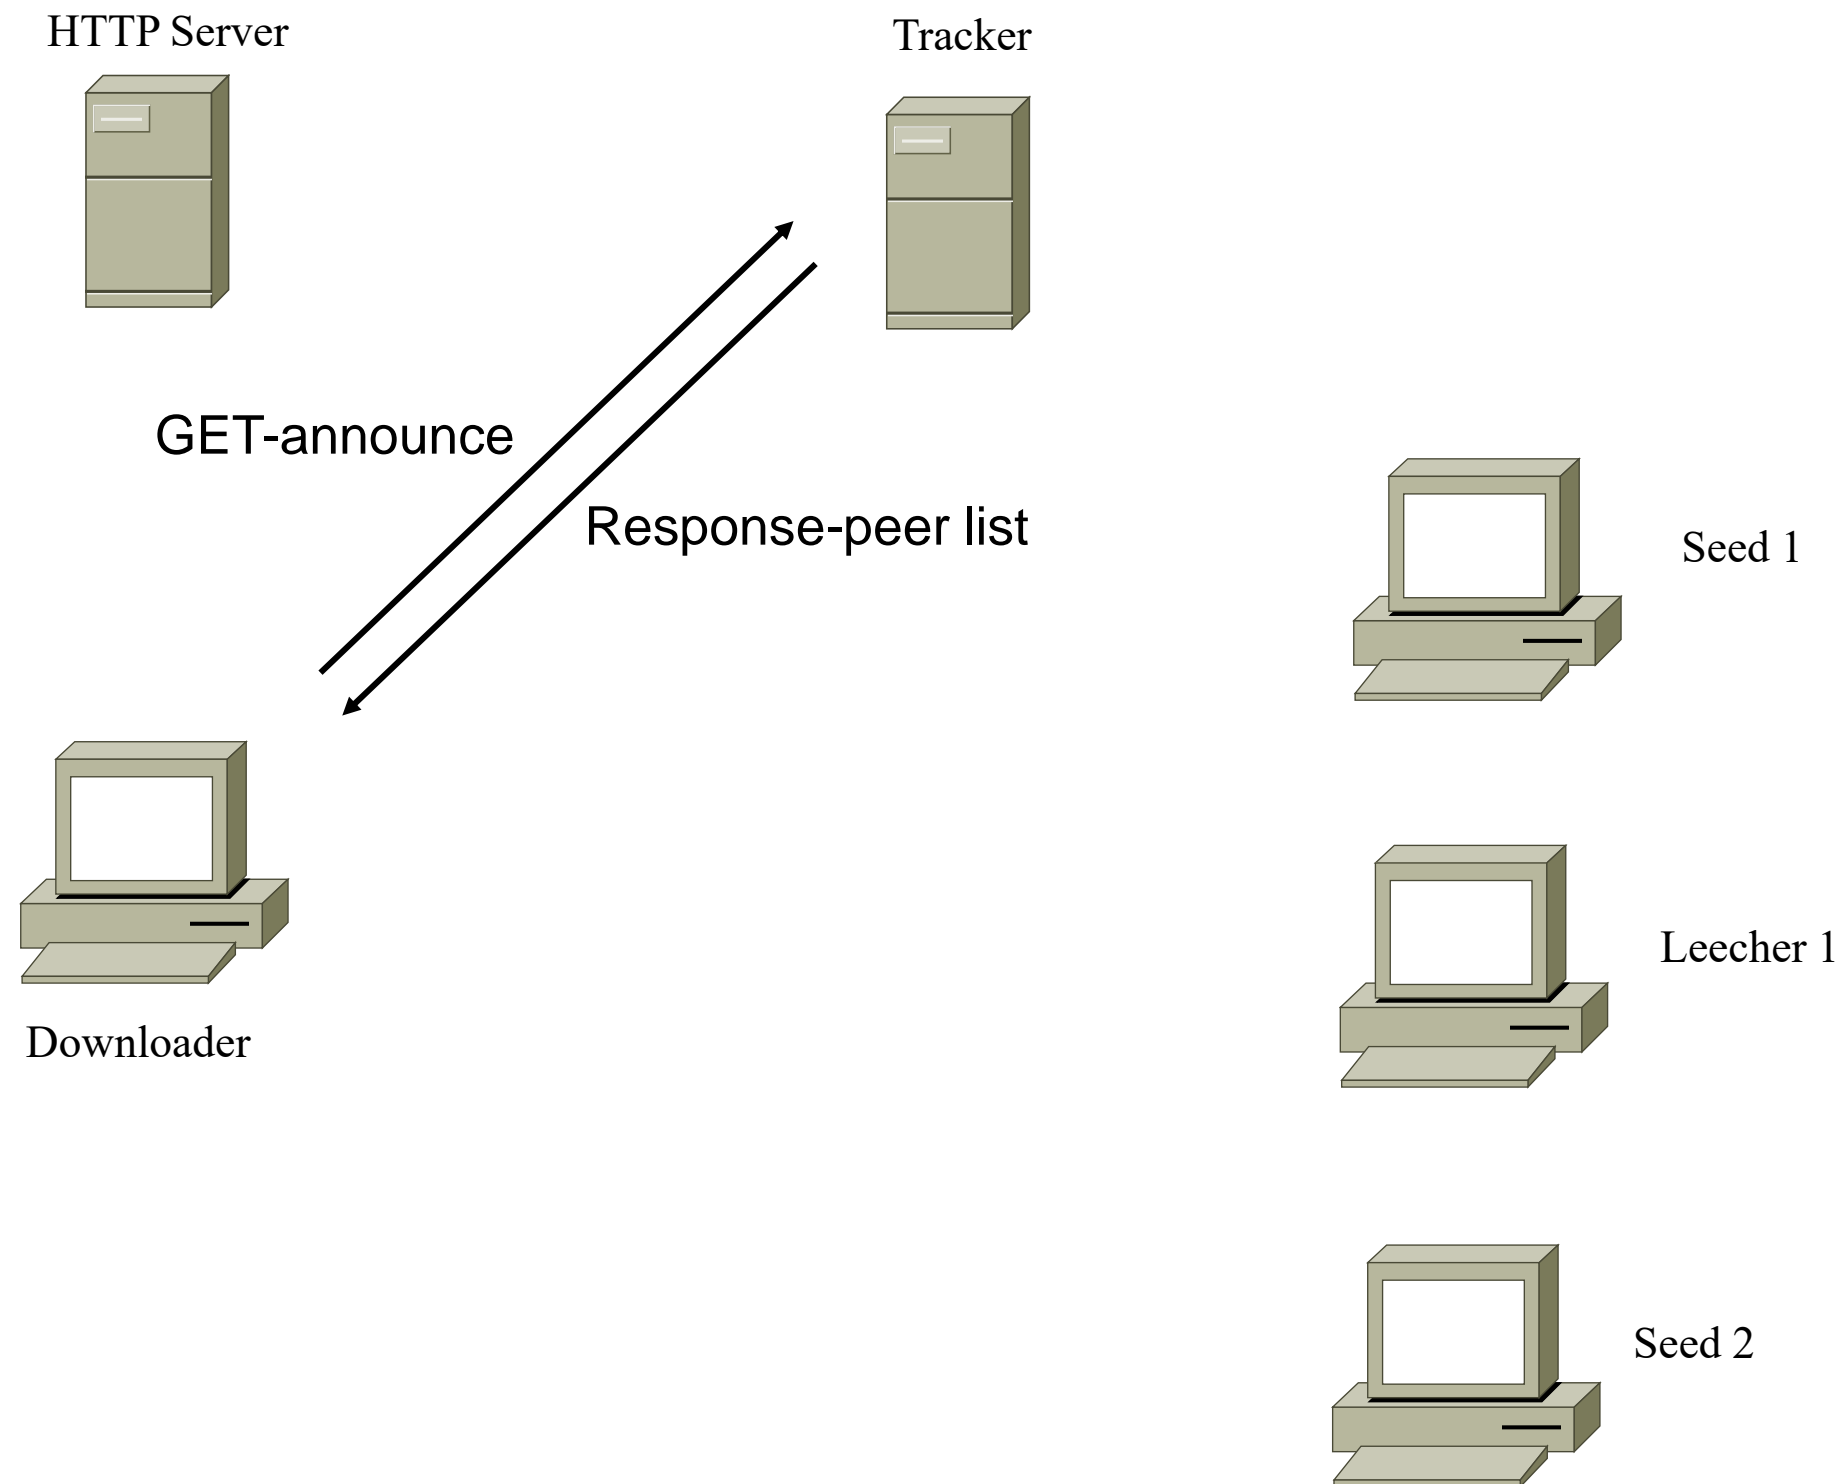 HTTP Server
Tracker
GET-announce
Response-peer list
Seed 1
Leecher 1
Downloader
Seed 2